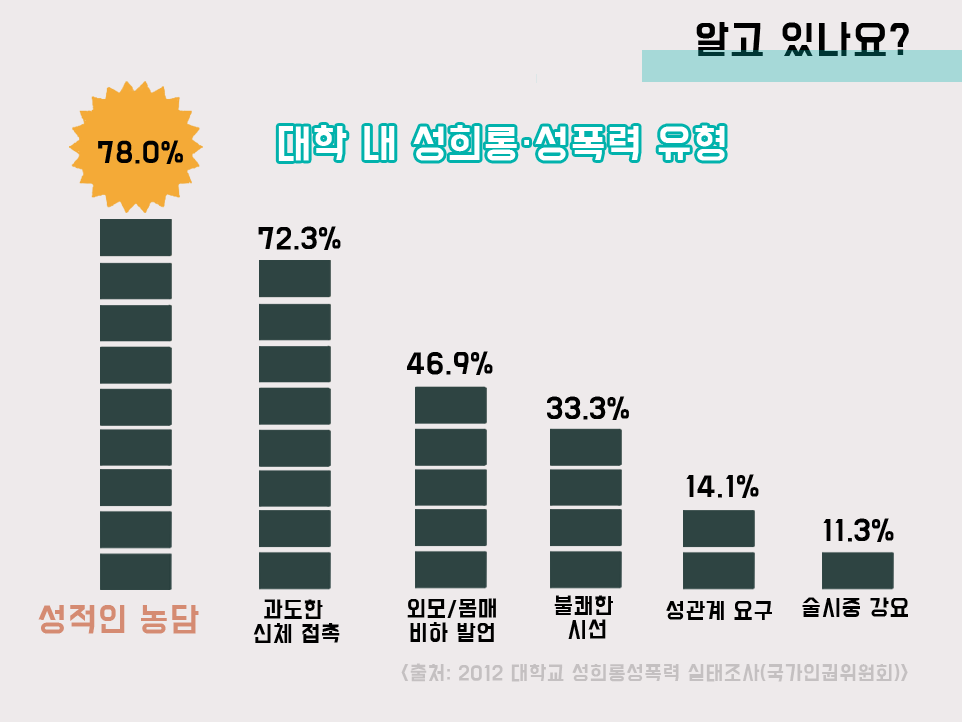 알고 있나요?
대학 내 성희롱·성폭력 유형
78.0%
72.3%
46.9%
33.3%
14.1%
11.3%
성적인 농담
과도한
신체 접촉
외모/몸매
비하 발언
불쾌한
시선
성관계 요구
술시중 강요
<출처: 2012 대학교 성희롱성폭력 실태조사(국가인권위원회)>